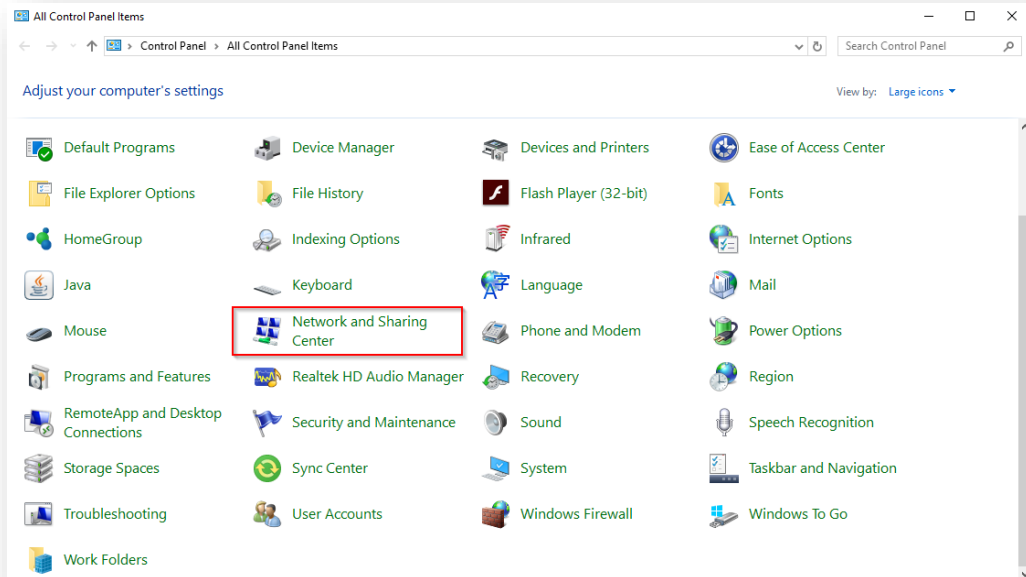 All Control Panel Items
Control Panel > All Control Panel Items
Search Control Panel
Adjust your computer's settings
View by: Large icons
Default Programs
Device Manager
Devices and Printers
Ease of Access Center
File Explorer Options
File History
Flash Player (32-bit)
Fonts
HomeGroup
Indexing Options
Infrared
Internet Options
Java
Keyboard
Language
Mail
Mouse
Network and Sharing
Center
Phone and Modem
Power Options
Programs and Features
Realtek HD Audio Manager
Recovery
Region
RemoteApp and Desktop
Connections
Security and Maintenance
Sound
Speech Recognition
Storage Spaces
Sync Center
System
Taskbar and Navigation
Troubleshooting
User Accounts
Windows Firewall
Windows To Go
Work Folders